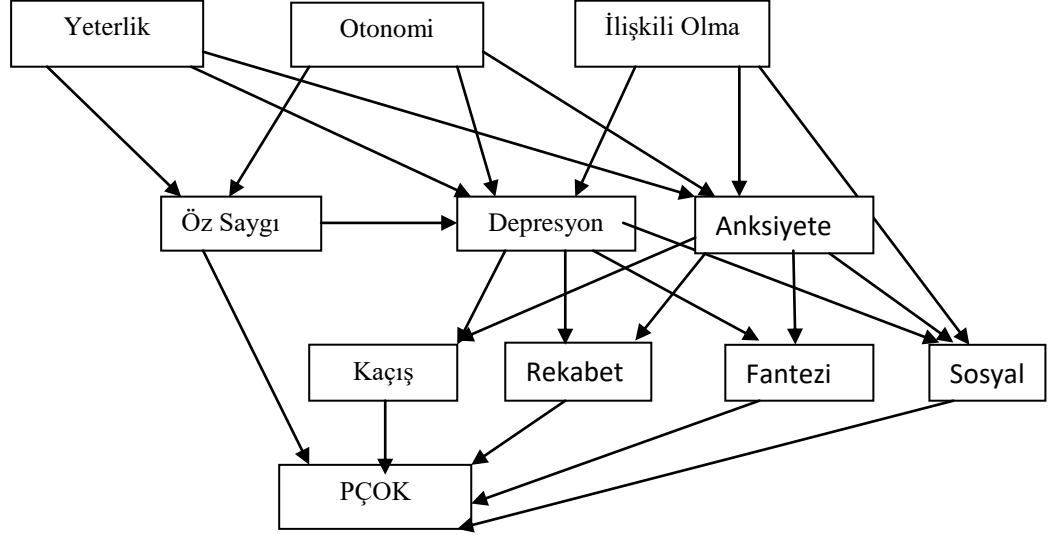 Yeterlik
Otonomi
İlişkili Olma
Öz Saygı
Depresyon
Anksiyete
Kaçış
Rekabet
Fantezi
Sosyal
PÇOK